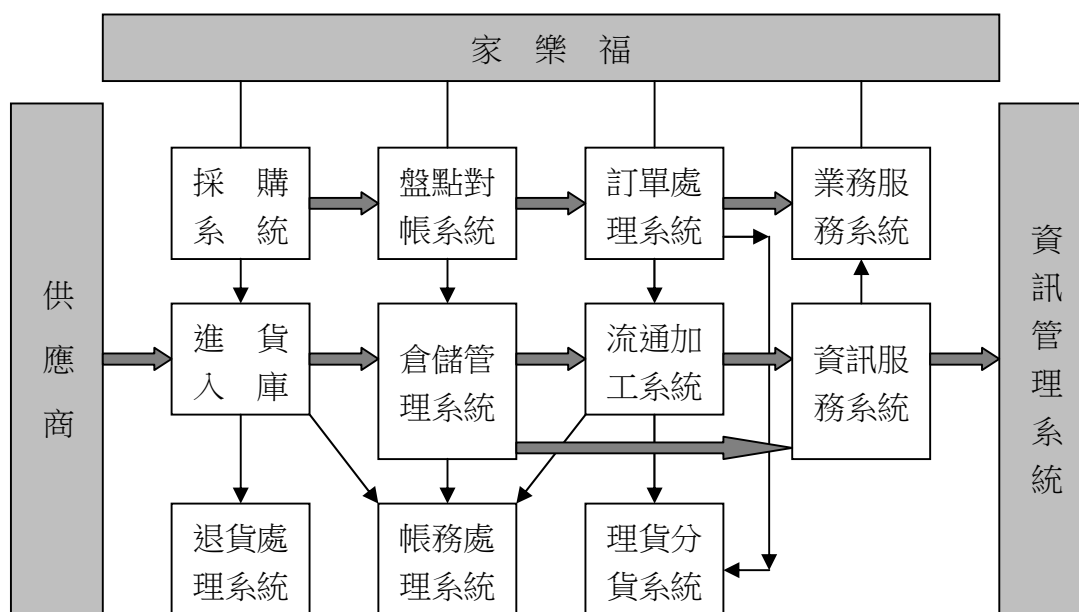 家樂福
供應商
採購
系統
盤點對
帳系統
訂單處
理系統
業務服
務系統
資訊管理系統
進貨
入庫
倉儲管
理系統
流通加
工系統
資訊服
務系統
退貨處
理系統
帳務處
理系統
理貨分
貨系統